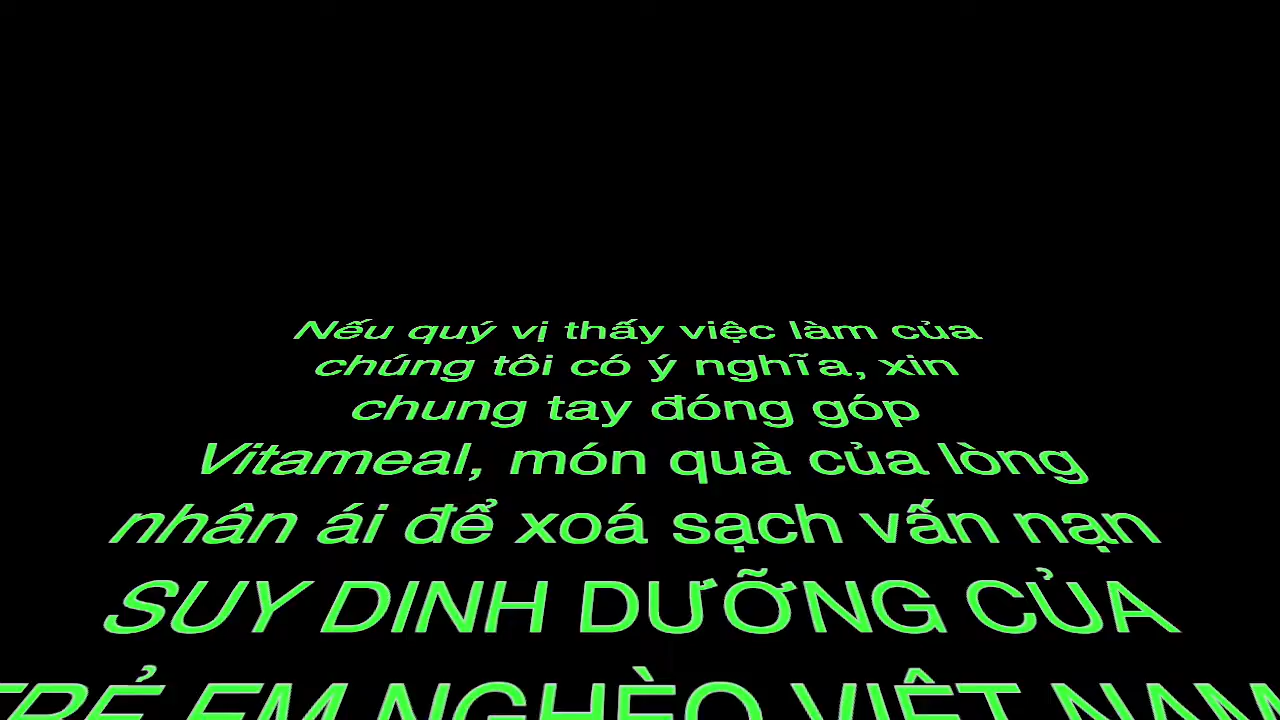 Nếu quý vị thấy việc làm của
chúng tôi có ý nghĩa, xin
chung tay đóng góp
Vitameal, món quà của lòng
nhân ái để xoá sạch vấn nạn
SUY DINH DƯỠNG CỦA
TRẺ EM NGHÈO VIỆT NAM